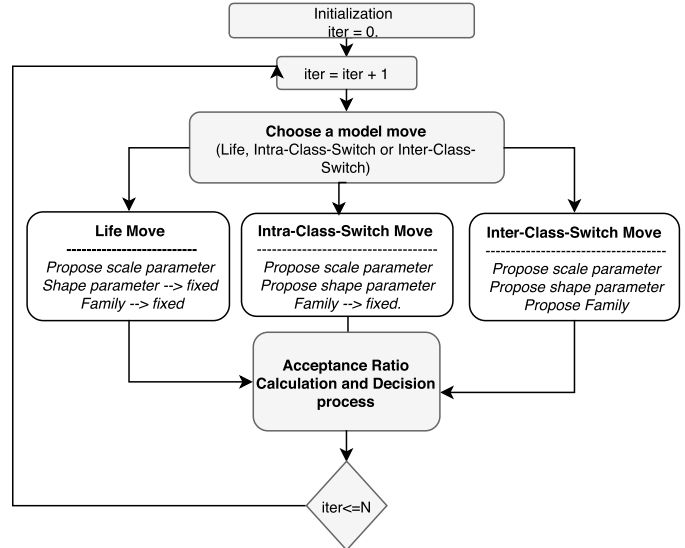 Initialization
iter = 0.
iter = iter + 1
Choose a model move
(Life, Intra-Class-Switch or Inter-Class-
Switch)
Life Move
Propose scale parameter
Shape parameter --> fixed
Family --> fixed
Intra-Class-Switch Move
Propose scale parameter
Propose shape parameter
Family --> fixed.
Inter-Class-Switch Move
Propose scale parameter
Propose shape parameter
Propose Family
Acceptance Ratio
Calculation and Decision
process
iter<=N